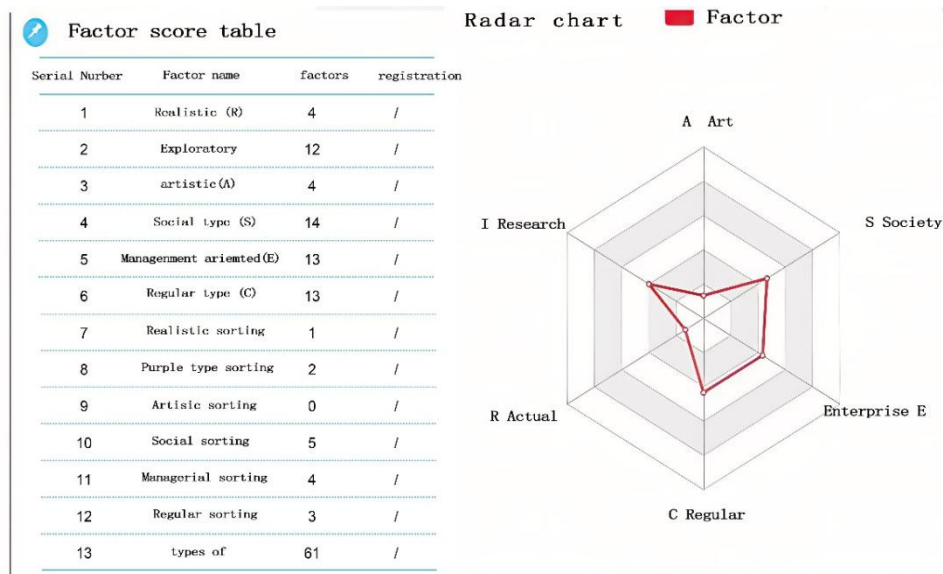 Factor score table
Serial Nurber Factor name factors registration
1 Realistic (R) 4 /
2 Exploratory 12 /
3 artistic(A) 4 /
4 Social type (S) 14 /
5 Managenment ariemted(E) 13 /
6 Regular type (C) 13 /
7 Realistic sorting 1 /
8 Purple type sorting 2 /
9 Artisic sorting 0 /
10 Social sorting 5 /
11 Managerial sorting 4 /
12 Regular sorting 3 /
13 types of 61 /
Radar chart Factor
A Art
I Research
S Society
R Actual
Enterprise E
C Regular